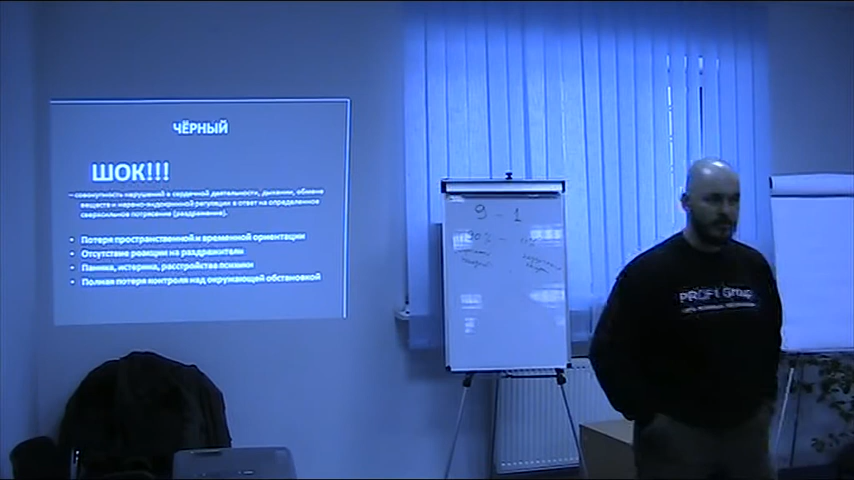 ЧЁРНЫЙ
ШОК!!!
– совокупность нарушений в сердечной деятельности, дыхании, обмене
веществ и нервно-эндокринной регуляции в ответ на определенное
сверхсильное потрясение (раздражение).
• Потеря пространственной и временной ориентации
• Отсутствие реакции на раздражители
• Паника, истерика, расстройства психики
• Полная потеря контроля над окружающей обстановкой
9 - 1
PROFI Group